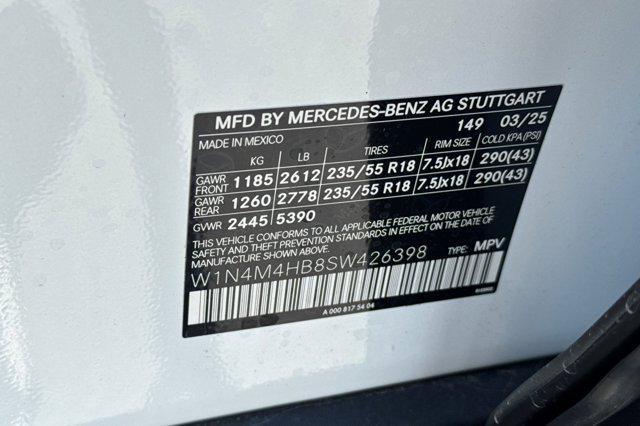 MFD BY MERCEDES-BENZ AG STUTTGART
MADE IN MEXICO 149 03/25
KG LB TIRES RIM SIZE COLD KPA(PSI)
GAWR FRONT 1185 2612 235/55 R18 7.5Jx18 290(43)
GAWR REAR 1260 2778 235/55 R18 7.5Jx18 290(43)
GVWR 2445 5390
THIS VEHICLE CONFORMS TO ALL APPLICABLE FEDERAL MOTOR VEHICLE
SAFETY STANDARDS IN EFFECT ON THE DATE OF
MANUFACTURE SHOWN ABOVE
W1N4M4HB8SW426398 TYPE: MPV
A 000 817 54 04